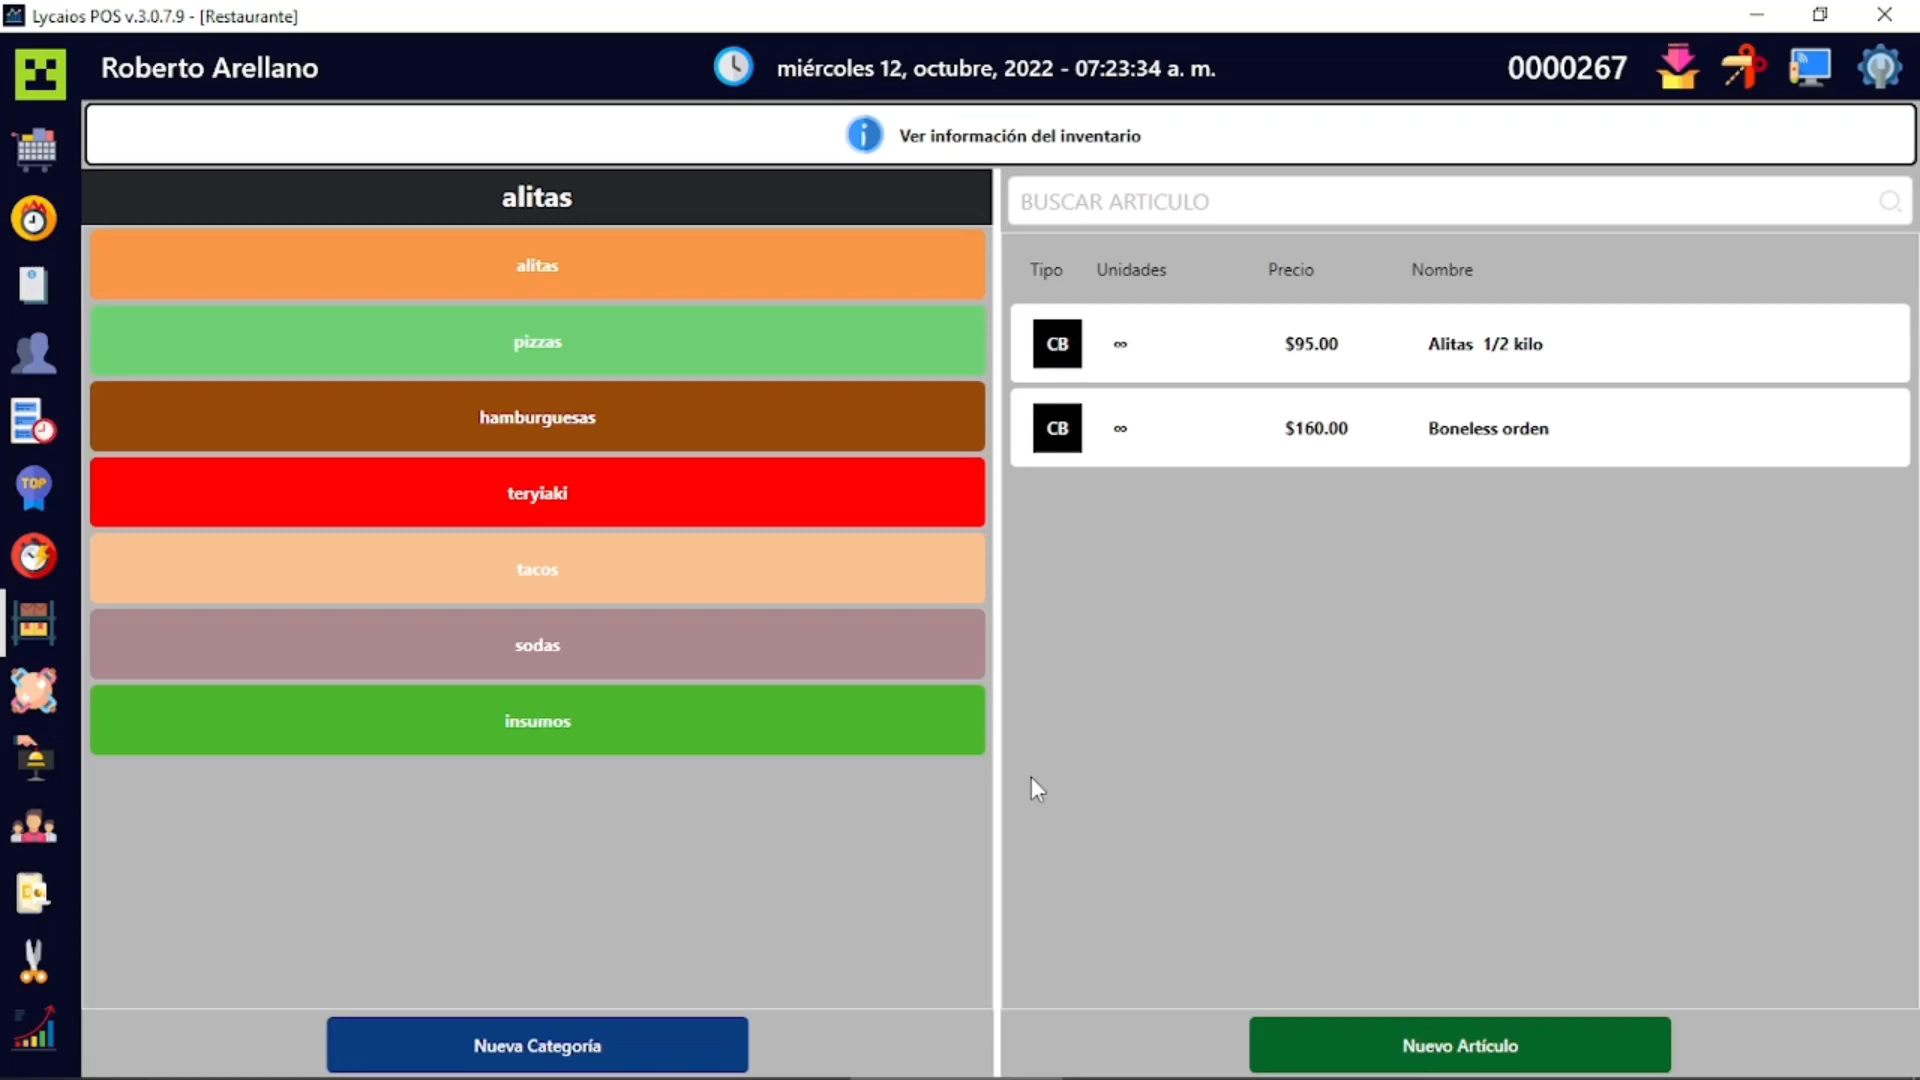 Lycaios POS v.3.0.7.9 - [Restaurante]
Roberto Arellano
miércoles 12, octubre, 2022 - 07:23:34 a. m.
0000267
Ver información del inventario
alitas
alitas
pizzas
hamburguesas
TOP
teryiaki
tacos
sodas
insumos
Nueva Categoría
BUSCAR ARTICULO
Tipo Unidades Precio Nombre
CB ∞ $95.00 Alitas 1/2 kilo
CB ∞ $160.00 Boneless orden
Nuevo Artículo